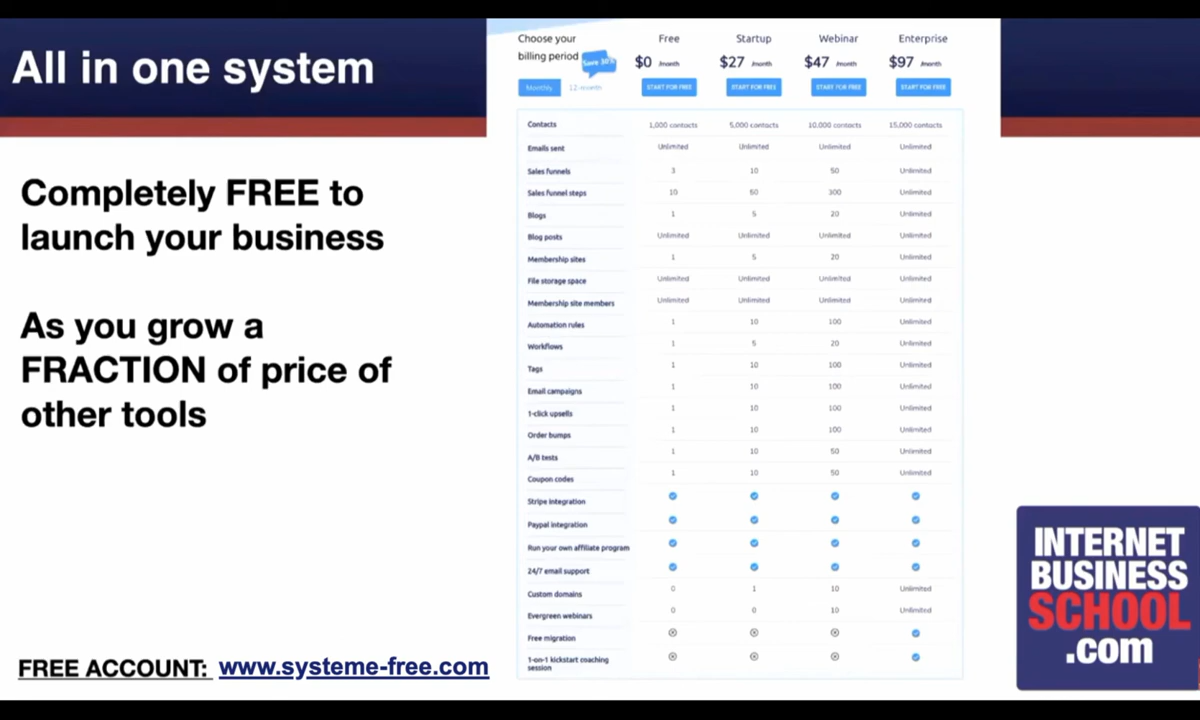 All in one system
Completely FREE to
launch your business
As you grow a
FRACTION of price of
other tools
FREE ACCOUNT: www.systeme-free.com
Choose your
billing period
Save 30%
Monthly 12-month
Free Startup Webinar Enterprise
$0 /month $27 /month $47 /month $97 /month
START FOR FREE START FOR FREE START FOR FREE START FOR FREE
Contacts 1,000 contacts 5,000 contacts 10,000 contacts 15,000 contacts
Emails sent Unlimited Unlimited Unlimited Unlimited
Sales funnels 3 10 50 Unlimited
Sales funnel steps 10 50 300 Unlimited
Blogs 1 5 20 Unlimited
Blog posts Unlimited Unlimited Unlimited Unlimited
Membership sites 1 5 20 Unlimited
File storage space Unlimited Unlimited Unlimited Unlimited
Membership site members Unlimited Unlimited Unlimited Unlimited
Automation rules 1 10 100 Unlimited
Workflows 1 5 20 Unlimited
Tags 1 10 100 Unlimited
Email campaigns 1 10 100 Unlimited
1-click upsells 1 10 100 Unlimited
Order bumps 1 10 100 Unlimited
A/B tests 1 10 50 Unlimited
Coupon codes 1 10 50 Unlimited
Stripe integration
Paypal integration
Run your own affiliate program
24/7 email support
Custom domains 0 1 10 Unlimited
Evergreen webinars 0 0 10 Unlimited
Free migration
1-on-1 kickstart coaching
session
INTERNET
BUSINESS
SCHOOL
.com